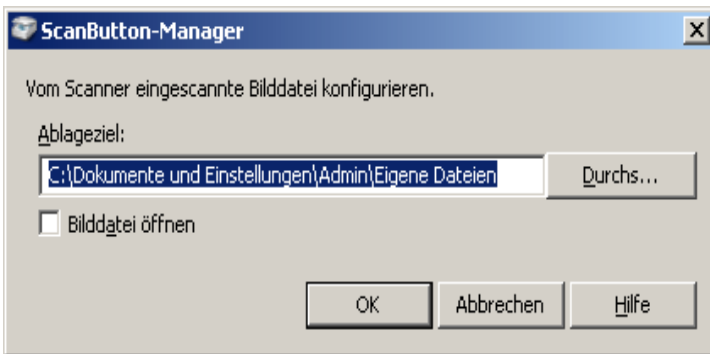 ScanButton-Manager
Vom Scanner eingescannte Bilddatei konfigurieren.
Ablageziel:
C:\Dokumente und Einstellungen\Admin\Eigene Dateien
Durchs...
Bilddatei öffnen
OK
Abbrechen
Hilfe